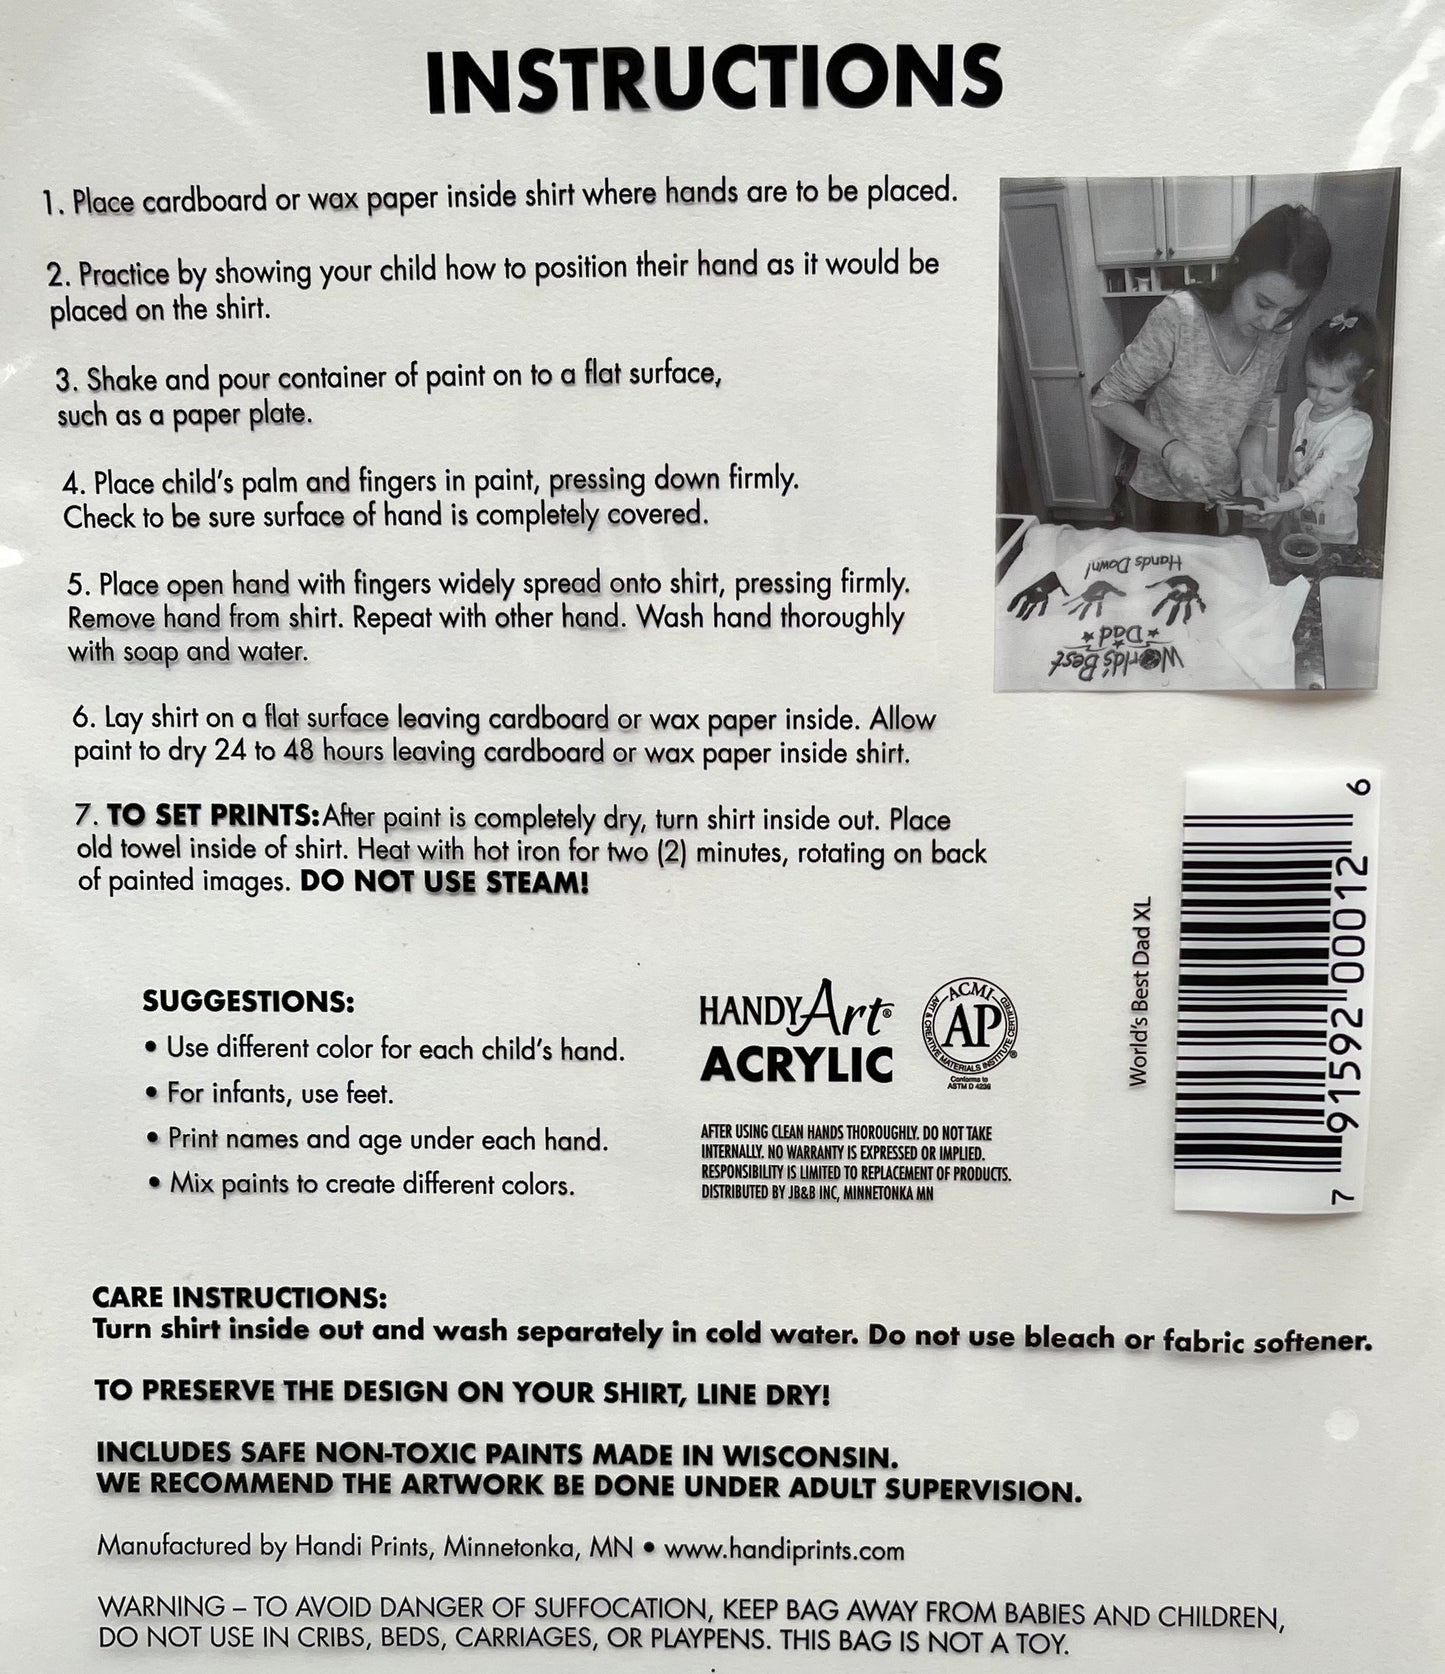 INSTRUCTIONS
1. Place cardboard or wax paper inside shirt where hands are to be placed.
2. Practice by showing your child how to position their hand as it would be
placed on the shirt.
3. Shake and pour container of paint on to a flat surface,
such as a paper plate.
4. Place child's palm and fingers in paint, pressing down firmly.
Check to be sure surface of hand is completely covered.
5. Place open hand with fingers widely spread onto shirt, pressing firmly.
Remove hand from shirt. Repeat with other hand. Wash hand thoroughly
with soap and water.
6. Lay shirt on a flat surface leaving cardboard or wax paper inside. Allow
paint to dry 24 to 48 hours leaving cardboard or wax paper inside shirt.
7. TO SET PRINTS: After paint is completely dry, turn shirt inside out. Place
old towel inside of shirt. Heat with hot iron for two (2) minutes, rotating on back
of painted images. DO NOT USE STEAM!
World's Best
Dad
Hands Down!
SUGGESTIONS:
• Use different color for each child's hand.
• For infants, use feet.
• Print names and age under each hand.
• Mix paints to create different colors.
HANDY Art®
ACRYLIC
ACMI
AP
ART & CREATIVE MATERIALS INSTITUTE CERTIFIED
®
Conforms to
ASTM D 4236
AFTER USING CLEAN HANDS THOROUGHLY. DO NOT TAKE
INTERNALLY. NO WARRANTY IS EXPRESSED OR IMPLIED.
RESPONSIBILITY IS LIMITED TO REPLACEMENT OF PRODUCTS.
DISTRIBUTED BY JB&B INC, MINNETONKA MN
World's Best Dad XL
7 91592 00012 6
CARE INSTRUCTIONS:
Turn shirt inside out and wash separately in cold water. Do not use bleach or fabric softener.
TO PRESERVE THE DESIGN ON YOUR SHIRT, LINE DRY!
INCLUDES SAFE NON-TOXIC PAINTS MADE IN WISCONSIN.
WE RECOMMEND THE ARTWORK BE DONE UNDER ADULT SUPERVISION.
Manufactured by Handi Prints, Minnetonka, MN • www.handiprints.com
WARNING – TO AVOID DANGER OF SUFFOCATION, KEEP BAG AWAY FROM BABIES AND CHILDREN,
DO NOT USE IN CRIBS, BEDS, CARRIAGES, OR PLAYPENS. THIS BAG IS NOT A TOY.